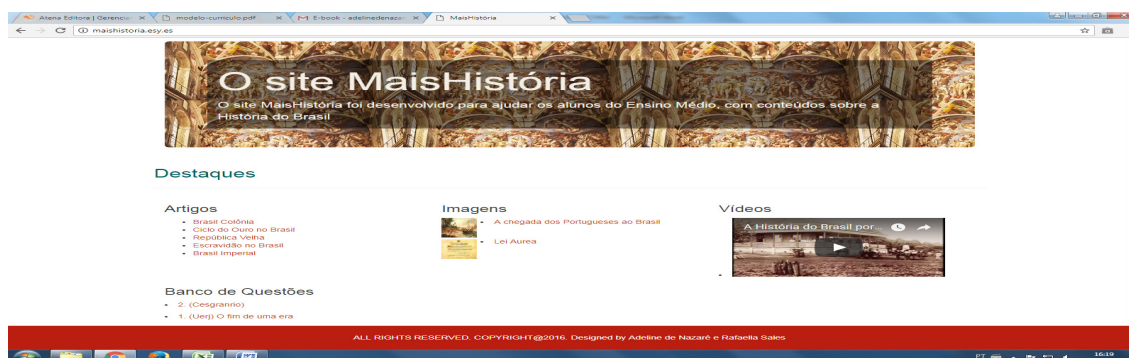 Atena Editora | Gerencia
modelo-curriculo.pdf
E-book - adelinedenaza
MaisHistória
maishistoria.esy.es
O site MaisHistória
O site MaisHistória foi desenvolvido para ajudar os alunos do Ensino Médio, com conteúdos sobre a
História do Brasil
Destaques
Artigos
Brasil Colônia
Ciclo do Ouro no Brasil
República Velha
Escravidão no Brasil
Brasil Imperial
Imagens
A chegada dos Portugueses ao Brasil
Lei Aurea
Vídeos
A História do Brasil por...
Banco de Questões
2. (Cesgranrio)
1. (Uerj) O fim de uma era
ALL RIGHTS RESERVED. COPYRIGHT@2016. Designed by Adeline de Nazaré e Rafaella Sales
PT
16:19